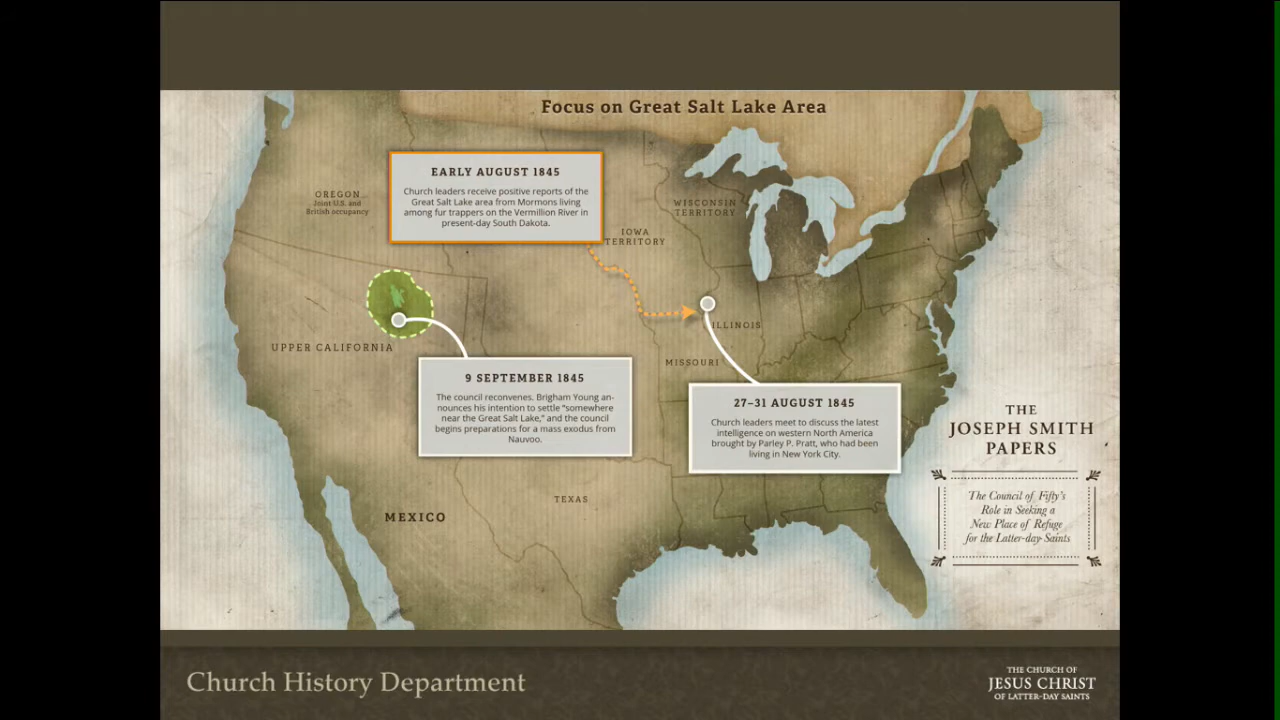 Focus on Great Salt Lake Area
EARLY AUGUST 1845
Church leaders receive positive reports of the
Great Salt Lake area from Mormons living
among fur trappers on the Vermillion River in
present-day South Dakota.
OREGON
Joint U.S. and
British occupancy
WISCONSIN
TERRITORY
IOWA
TERRITORY
ILLINOIS
UPPER CALIFORNIA
MISSOURI
9 SEPTEMBER 1845
The council reconvenes. Brigham Young an-
nounces his intention to settle “somewhere
near the Great Salt Lake,” and the council
begins preparations for a mass exodus from
Nauvoo.
27–31 AUGUST 1845
Church leaders meet to discuss the latest
intelligence on western North America
brought by Parley P. Pratt, who had been
living in New York City.
TEXAS
MEXICO
THE
JOSEPH SMITH
PAPERS
The Council of Fifty’s
Role in Seeking a
New Place of Refuge
for the Latter-day Saints
Church History Department
THE CHURCH OF
JESUS CHRIST
OF LATTER-DAY SAINTS